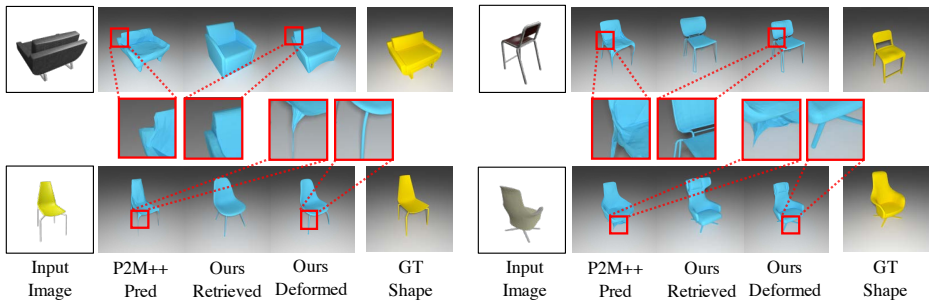 Input Image
P2M++ Pred
Ours Retrieved
Ours Deformed
GT Shape
Input Image
P2M++ Pred
Ours Retrieved
Ours Deformed
GT Shape